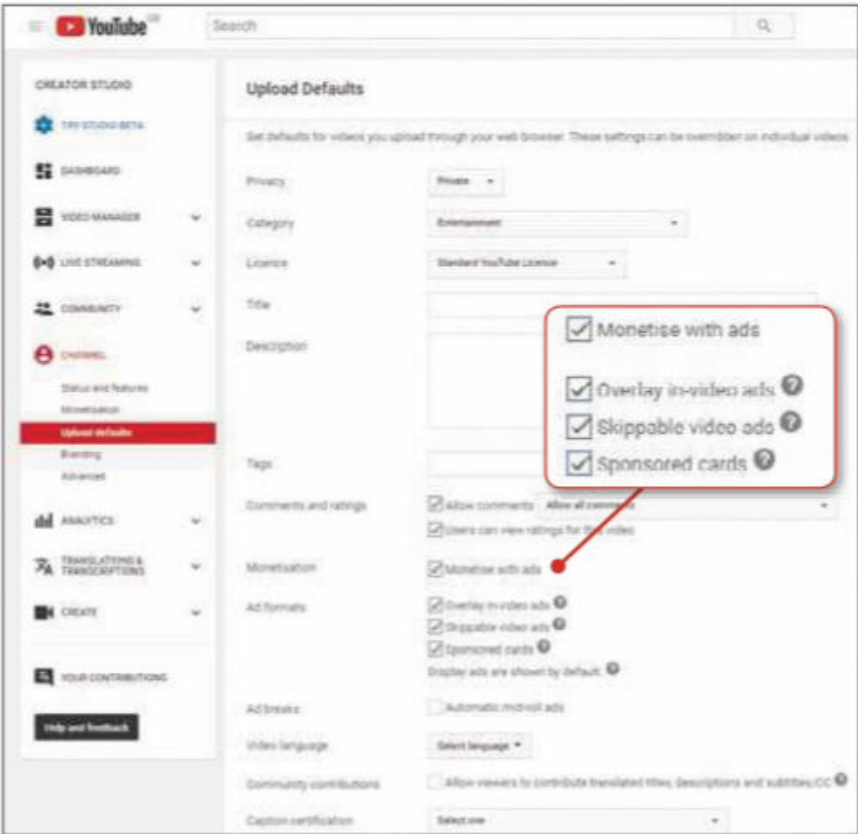 YouTube GB
Search
CREATOR STUDIO
TRY STUDIO BETA
DASHBOARD
VIDEO MANAGER
LIVE STREAMING
COMMUNITY
CHANNEL
Status and features
Monetisation
Upload defaults
Branding
Advanced
ANALYTICS
TRANSLATIONS &
TRANSCRIPTIONS
CREATE
YOUR CONTRIBUTIONS
Help and feedback
Upload Defaults
Set defaults for videos you upload through your web browser. These settings can be overridden on individual videos
Privacy Private
Category Entertainment
Licence Standard YouTube Licence
Title
Description
Tags
Comments and ratings Allow comments Allow all comments
Users can view ratings for this video
Monetisation Monetise with ads
Ad formats Overlay in-video ads
Skippable video ads
Sponsored cards
Display ads are shown by default.
Ad breaks Automatic mid-roll ads
Video language Select language
Community contributions Allow viewers to contribute translated titles, descriptions and subtitles/CC
Caption certification Select one
Monetise with ads
Overlay in-video ads
Skippable video ads
Sponsored cards